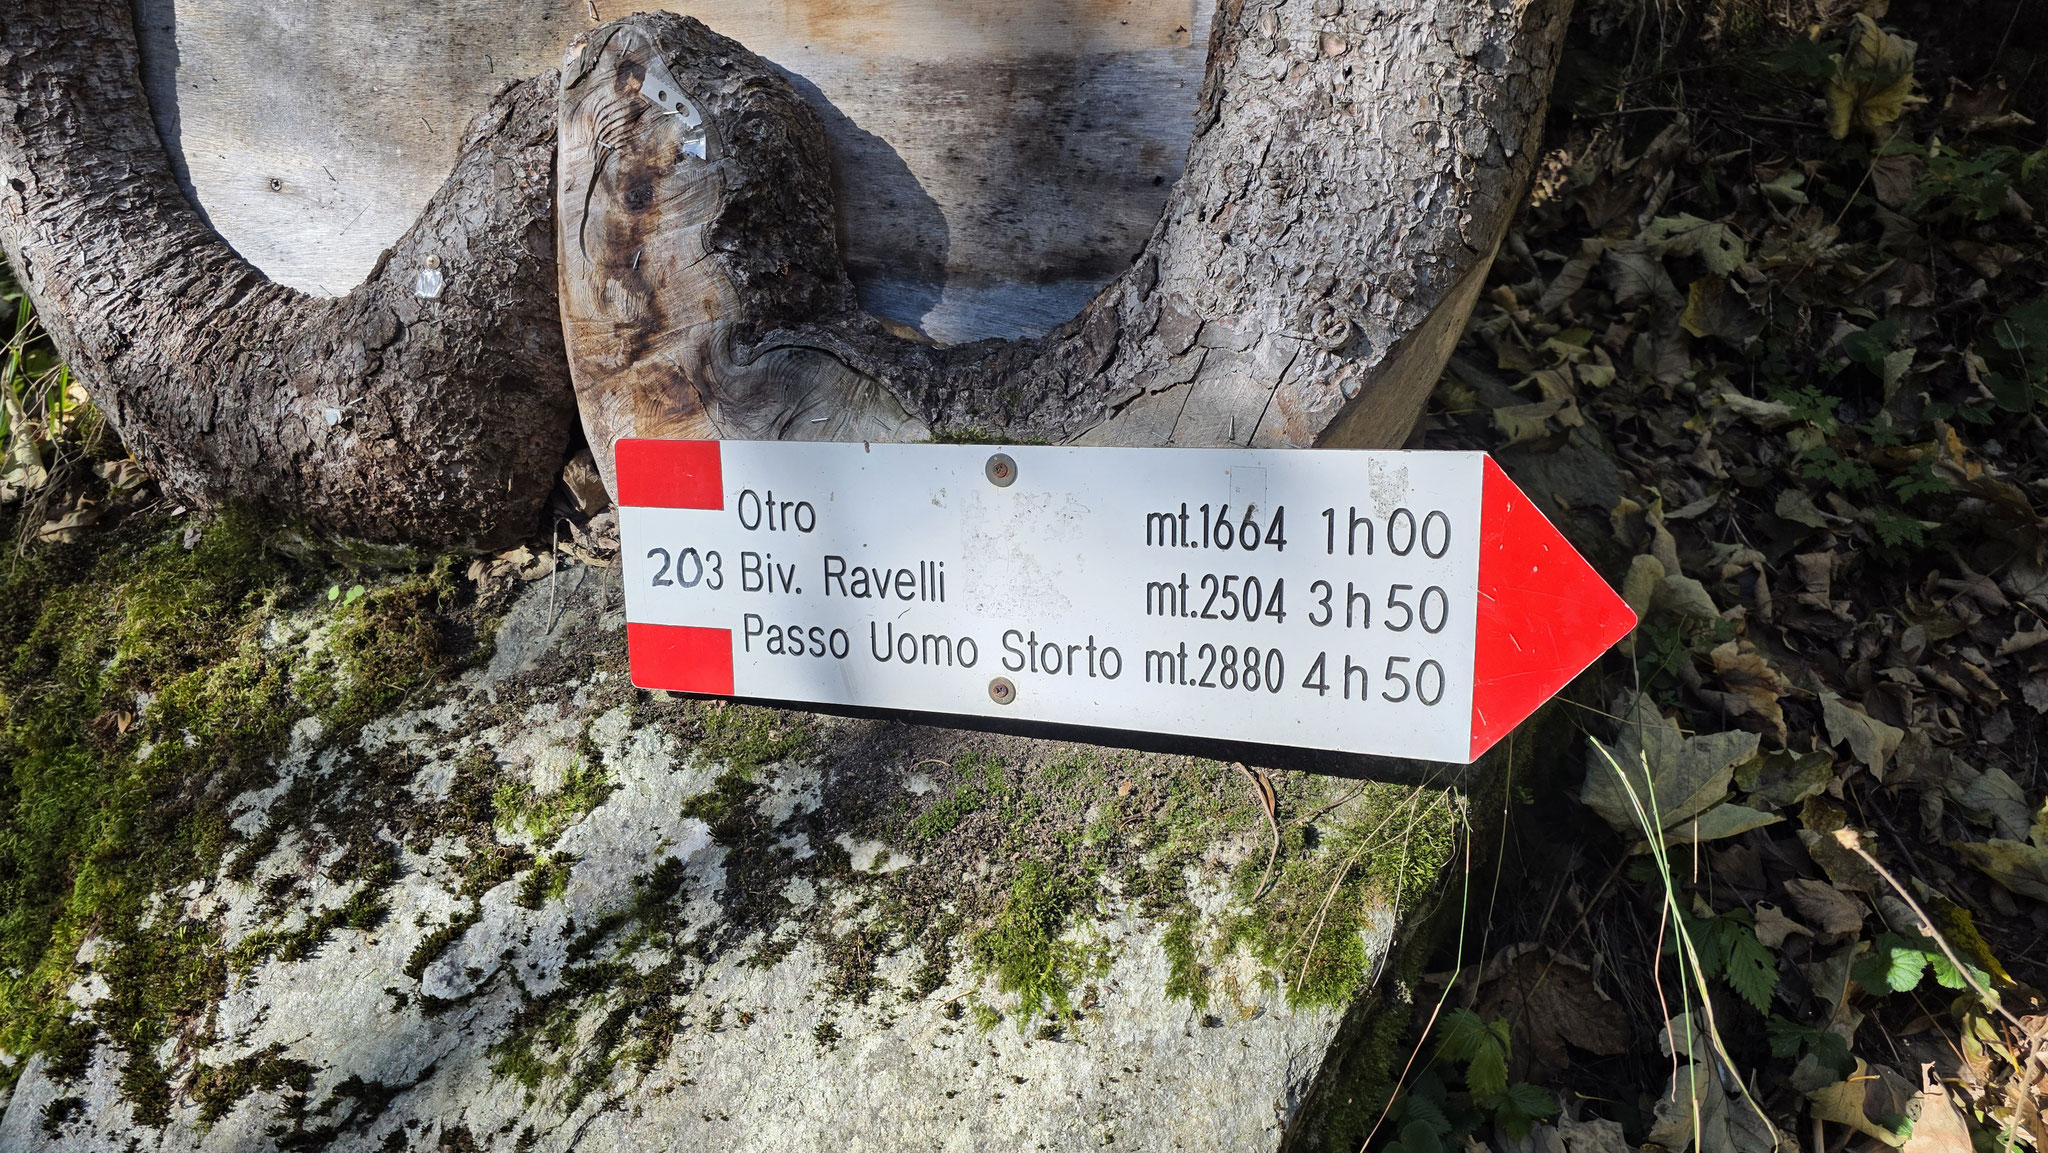 Otro mt.1664 1h00
203 Biv. Ravelli mt.2504 3h50
Passo Uomo Storto mt.2880 4h50